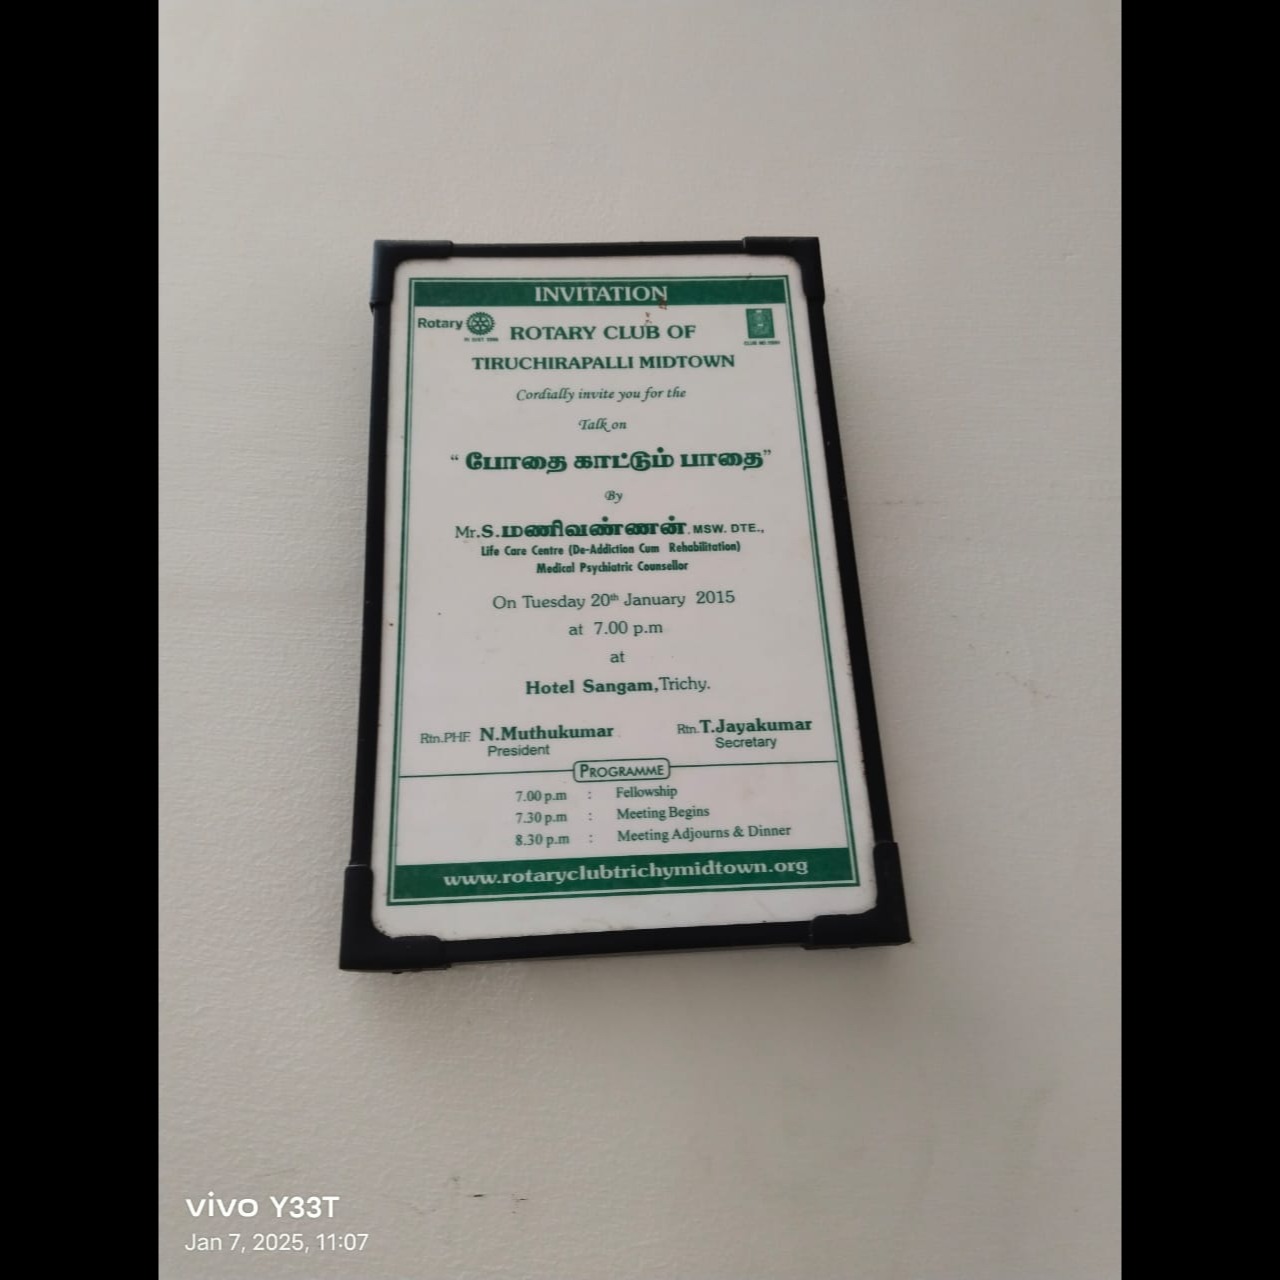 INVITATION
Rotary
ROTARY CLUB OF
TIRUCHIRAPALLI MIDTOWN
Cordially invite you for the
Talk on
“ போதை காட்டும் பாதை”
By
Mr.S.மணிவண்ணன், MSW. DTE.,
Life Care Centre (De-Addiction Cum Rehabilitation)
Medical Psychiatric Counsellor
On Tuesday 20th January 2015
at 7.00 p.m
at
Hotel Sangam,Trichy.
Rtn.PHF. N.Muthukumar
President
Rtn.T.Jayakumar
Secretary
PROGRAMME
7.00 p.m : Fellowship
7.30 p.m : Meeting Begins
8.30 p.m : Meeting Adjourns & Dinner
www.rotaryclubtrichymidtown.org
vivo Y33T
Jan 7, 2025, 11:07